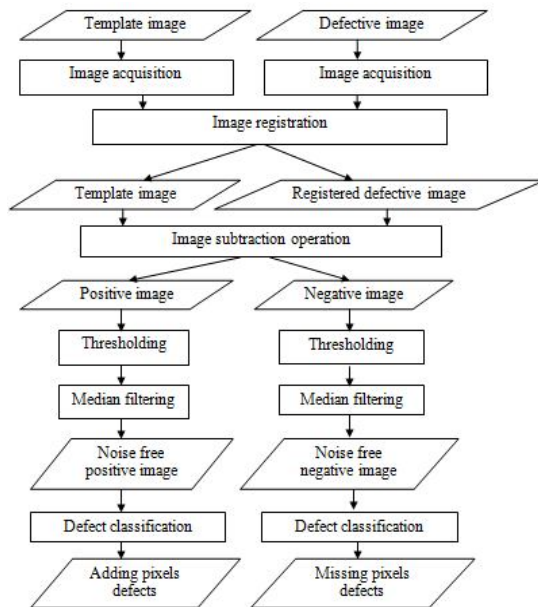 Template image
Defective image
Image acquisition
Image acquisition
Image registration
Template image
Registered defective image
Image subtraction operation
Positive image
Negative image
Thresholding
Thresholding
Median filtering
Median filtering
Noise free
positive image
Noise free
negative image
Defect classification
Defect classification
Adding pixels
defects
Missing pixels
defects